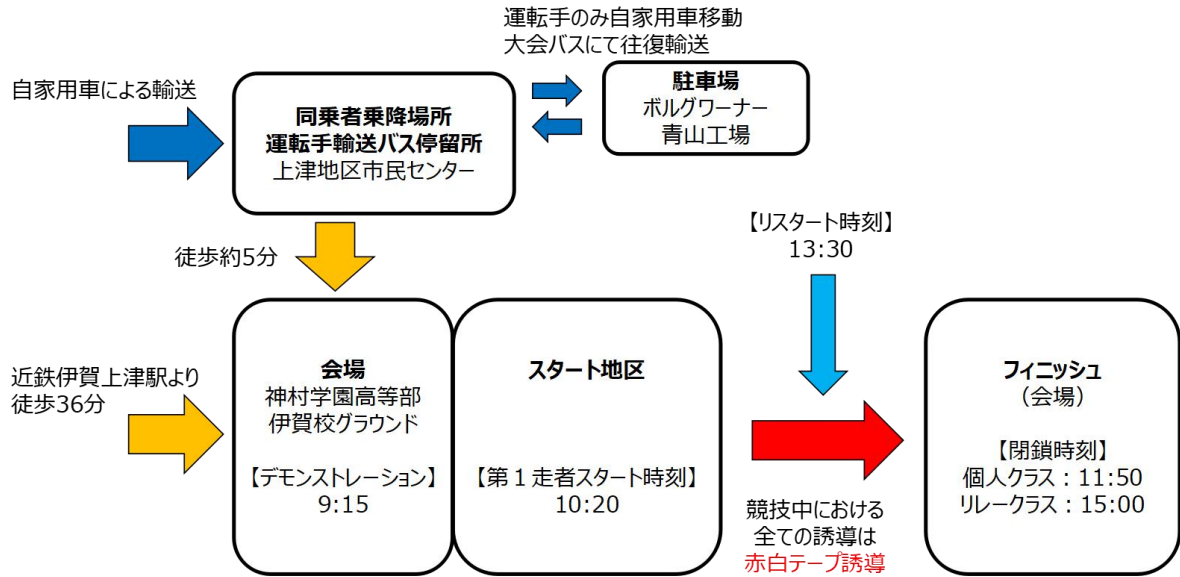 運転手のみ自家用車移動
大会バスにて往復輸送
自家用車による輸送
同乗者乗降場所
運転手輸送バス停留所
上津地区市民センター
駐車場
ボルグワーナー
青山工場
徒歩約5分
【リスタート時刻】
13:30
近鉄伊賀上津駅より
徒歩36分
会場
神村学園高等部
伊賀校グラウンド
【デモンストレーション】
9:15
スタート地区
【第１走者スタート時刻】
10:20
競技中における
全ての誘導は
赤白テープ誘導
フィニッシュ
（会場）
【閉鎖時刻】
個人クラス：11:50
リレークラス：15:00